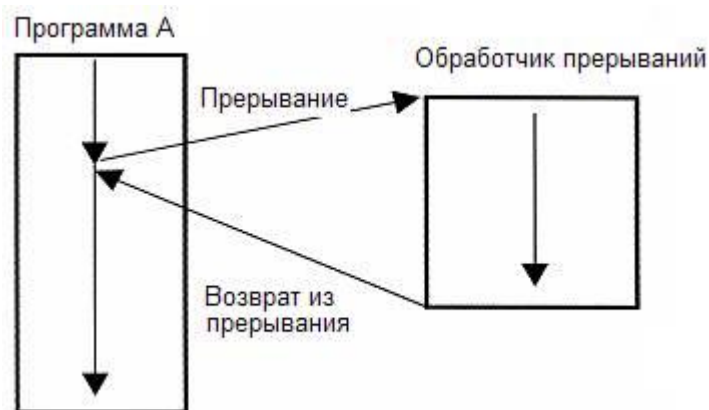 Программа А
Обработчик прерываний
Прерывание
Возврат из
прерывания